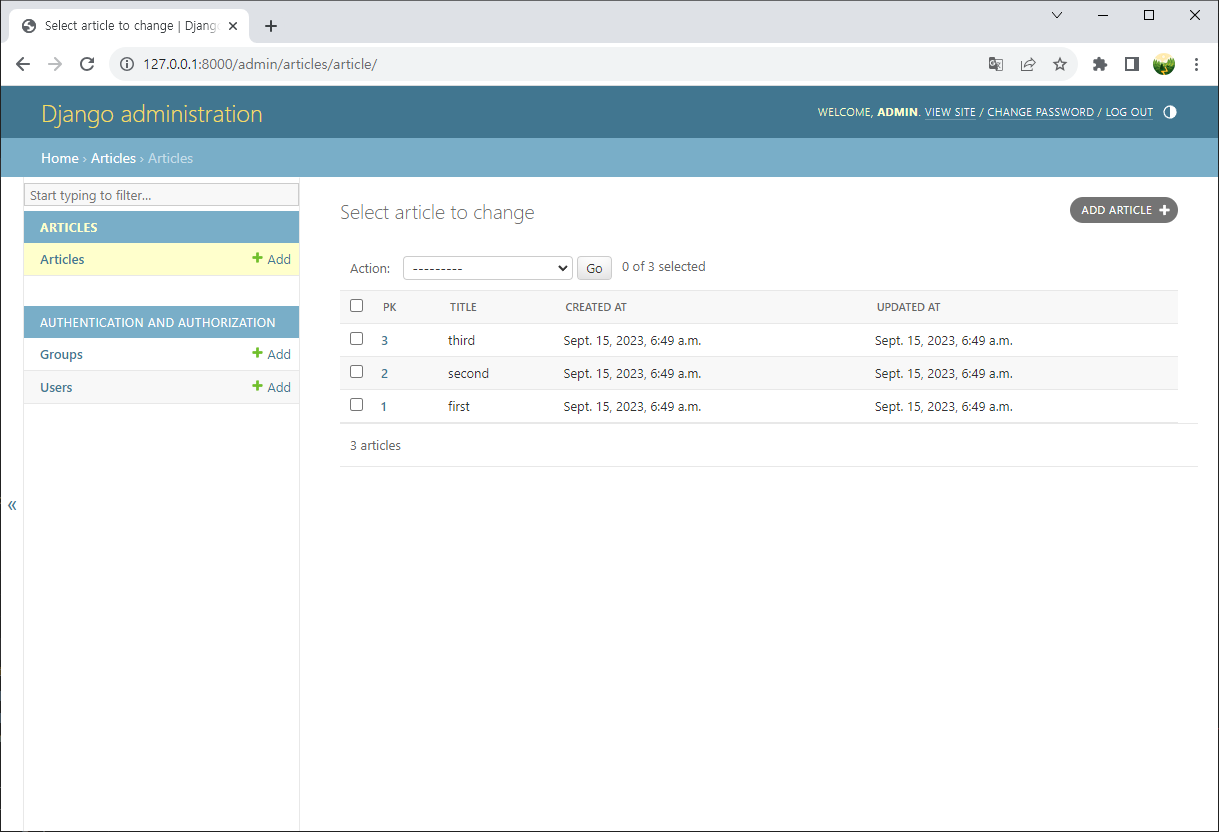 Select article to change | Djang
127.0.0.1:8000/admin/articles/article/
Django administration
WELCOME, ADMIN. VIEW SITE / CHANGE PASSWORD / LOG OUT
Home › Articles › Articles
Start typing to filter...
ARTICLES
Articles + Add
AUTHENTICATION AND AUTHORIZATION
Groups + Add
Users + Add
«
Select article to change
ADD ARTICLE +
Action: --------- Go 0 of 3 selected
PK TITLE CREATED AT UPDATED AT
3 third Sept. 15, 2023, 6:49 a.m. Sept. 15, 2023, 6:49 a.m.
2 second Sept. 15, 2023, 6:49 a.m. Sept. 15, 2023, 6:49 a.m.
1 first Sept. 15, 2023, 6:49 a.m. Sept. 15, 2023, 6:49 a.m.
3 articles